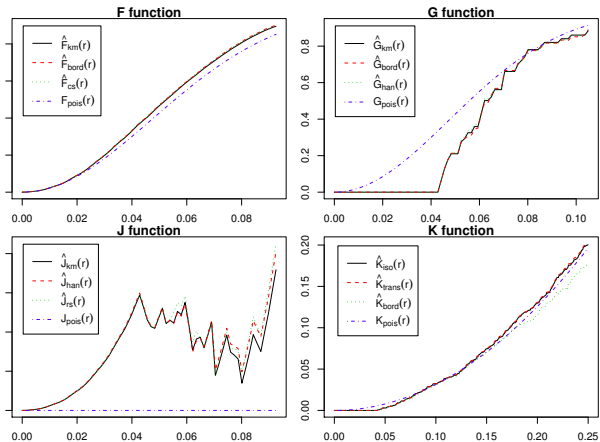 F function
F̂km(r)
F̂bord(r)
F̂cs(r)
Fpois(r)
0.00 0.02 0.04 0.06 0.08
G function
Ĝkm(r)
Ĝbord(r)
Ĝhan(r)
Gpois(r)
0.8
0.6
0.4
0.2
0.0
0.00 0.02 0.04 0.06 0.08 0.10
J function
Ĵkm(r)
Ĵhan(r)
Ĵrs(r)
Jpois(r)
0.00 0.02 0.04 0.06 0.08
K function
K̂iso(r)
K̂trans(r)
K̂bord(r)
Kpois(r)
0.20
0.15
0.10
0.05
0.00
0.00 0.05 0.10 0.15 0.20 0.25